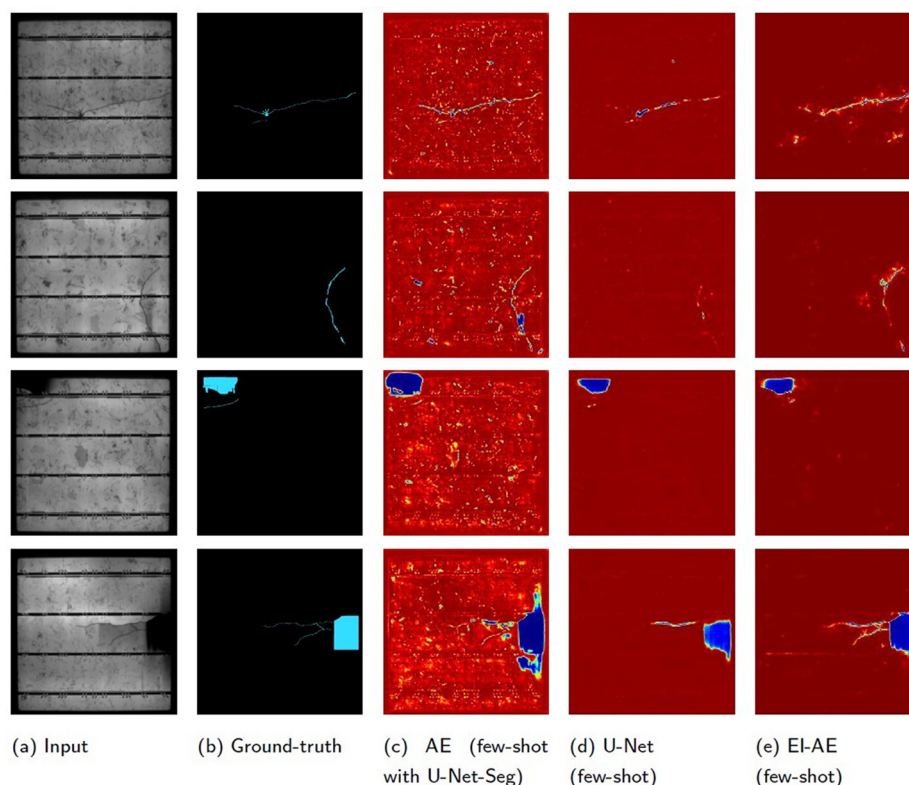 (a) Input
(b) Ground-truth
(c) AE (few-shot
with U-Net-Seg)
(d) U-Net
(few-shot)
(e) EI-AE
(few-shot)